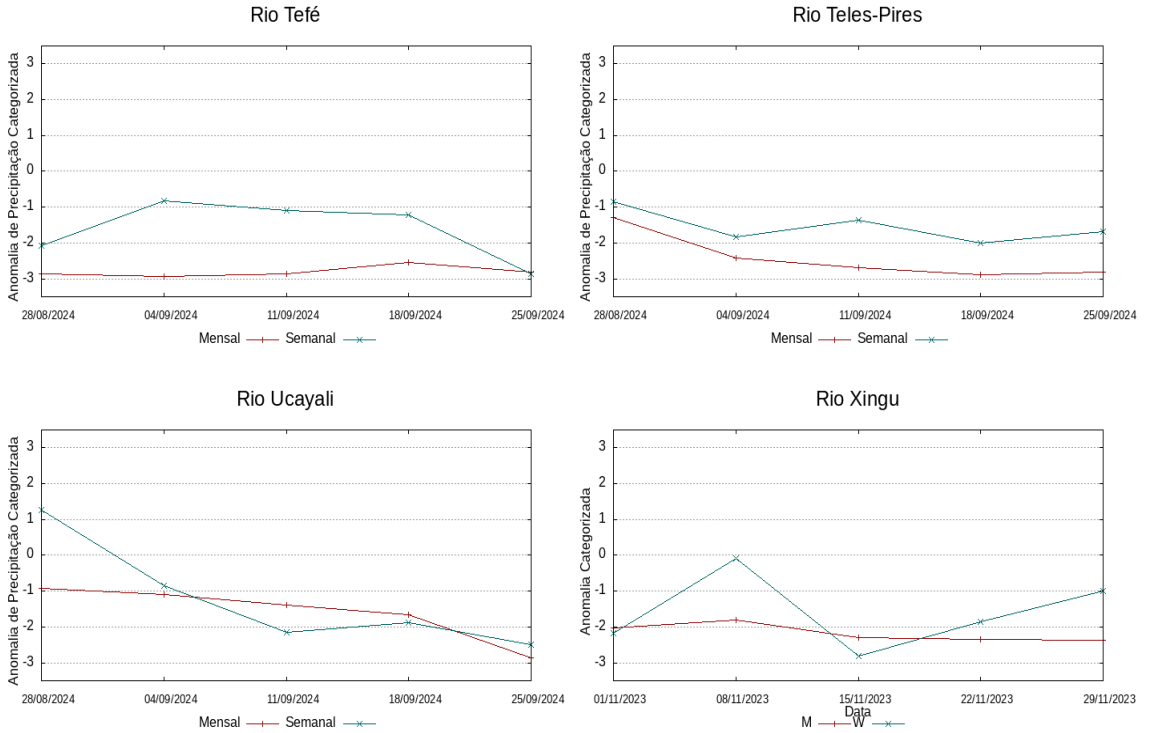 Rio Tefé
Anomalia de Precipitação Categorizada
3
2
1
0
-1
-2
-3
28/08/2024 04/09/2024 11/09/2024 18/09/2024 25/09/2024
Mensal Semanal
Rio Teles-Pires
Anomalia de Precipitação Categorizada
3
2
1
0
-1
-2
-3
28/08/2024 04/09/2024 11/09/2024 18/09/2024 25/09/2024
Mensal Semanal
Rio Ucayali
Anomalia de Precipitação Categorizada
3
2
1
0
-1
-2
-3
28/08/2024 04/09/2024 11/09/2024 18/09/2024 25/09/2024
Mensal Semanal
Rio Xingu
Anomalia Categorizada
3
2
1
0
-1
-2
-3
01/11/2023 08/11/2023 15/11/2023 22/11/2023 29/11/2023
Data
M W